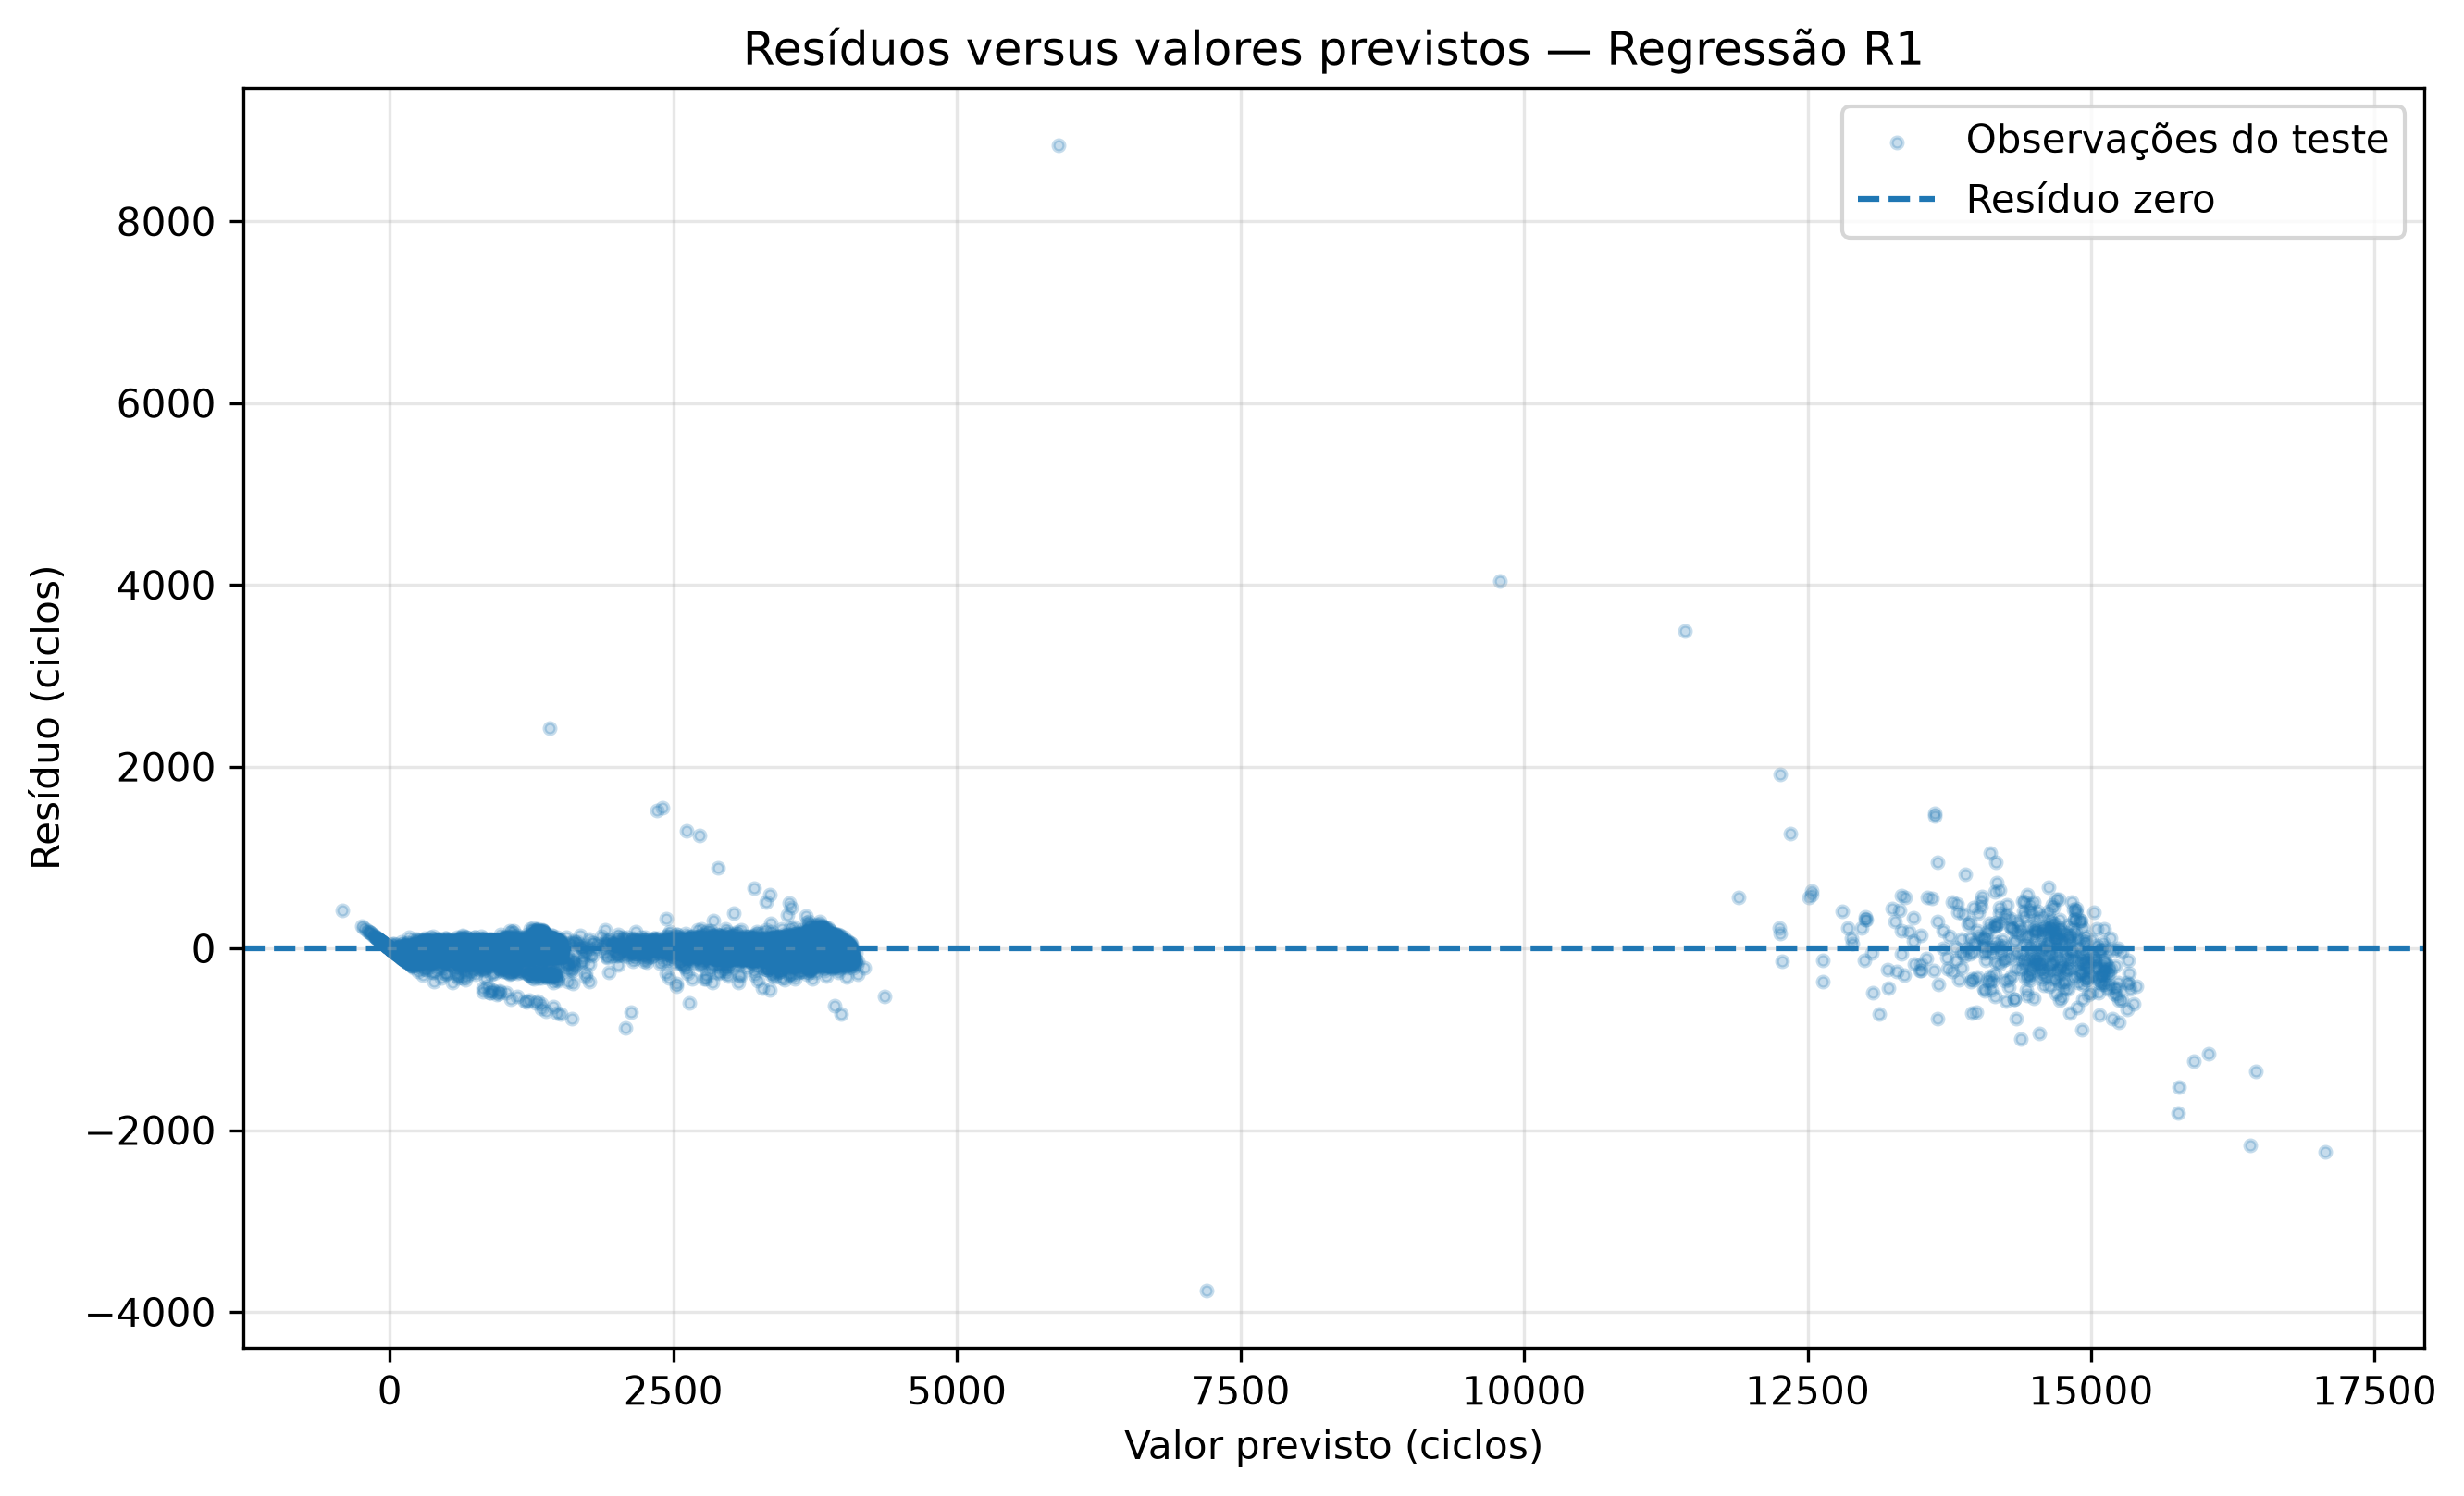 Resíduos versus valores previstos — Regressão R1
Observações do teste
Resíduo zero
8000
6000
4000
2000
0
−2000
−4000
Resíduo (ciclos)
0 2500 5000 7500 10000 12500 15000 17500
Valor previsto (ciclos)